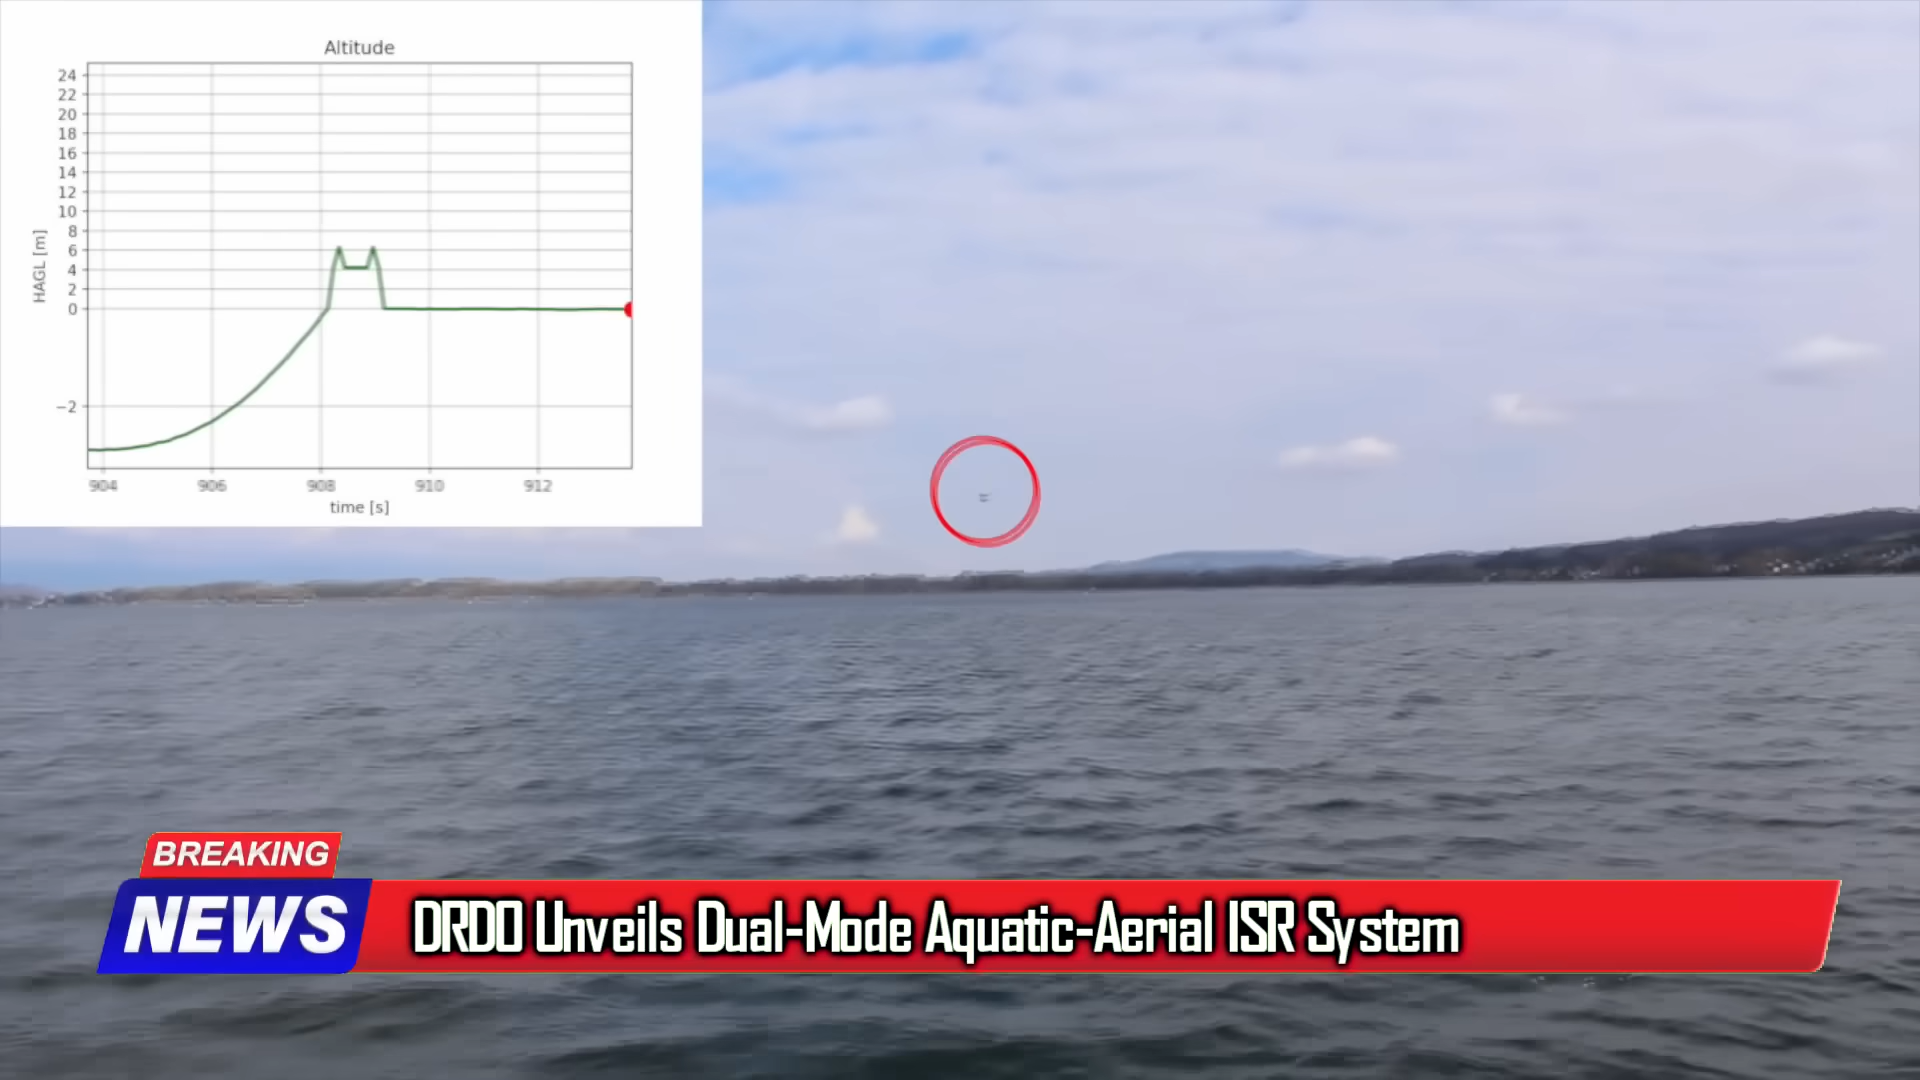 Altitude
24
22
20
18
16
14
12
10
8
6
4
2
0
−2
HAGL [m]
904 906 908 910 912
time [s]
BREAKING
NEWS
DRDO Unveils Dual-Mode Aquatic-Aerial ISR System